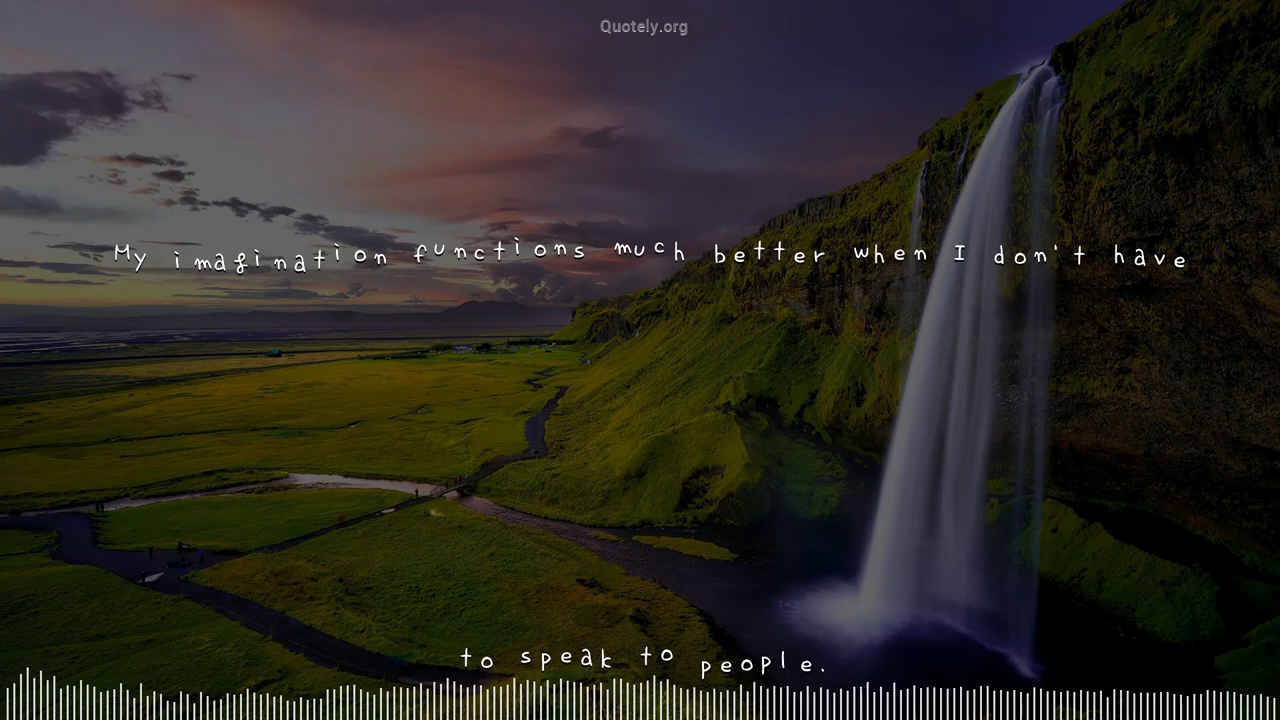 Quotely.org
My imagination functions much better when I don't have
to speak to people.